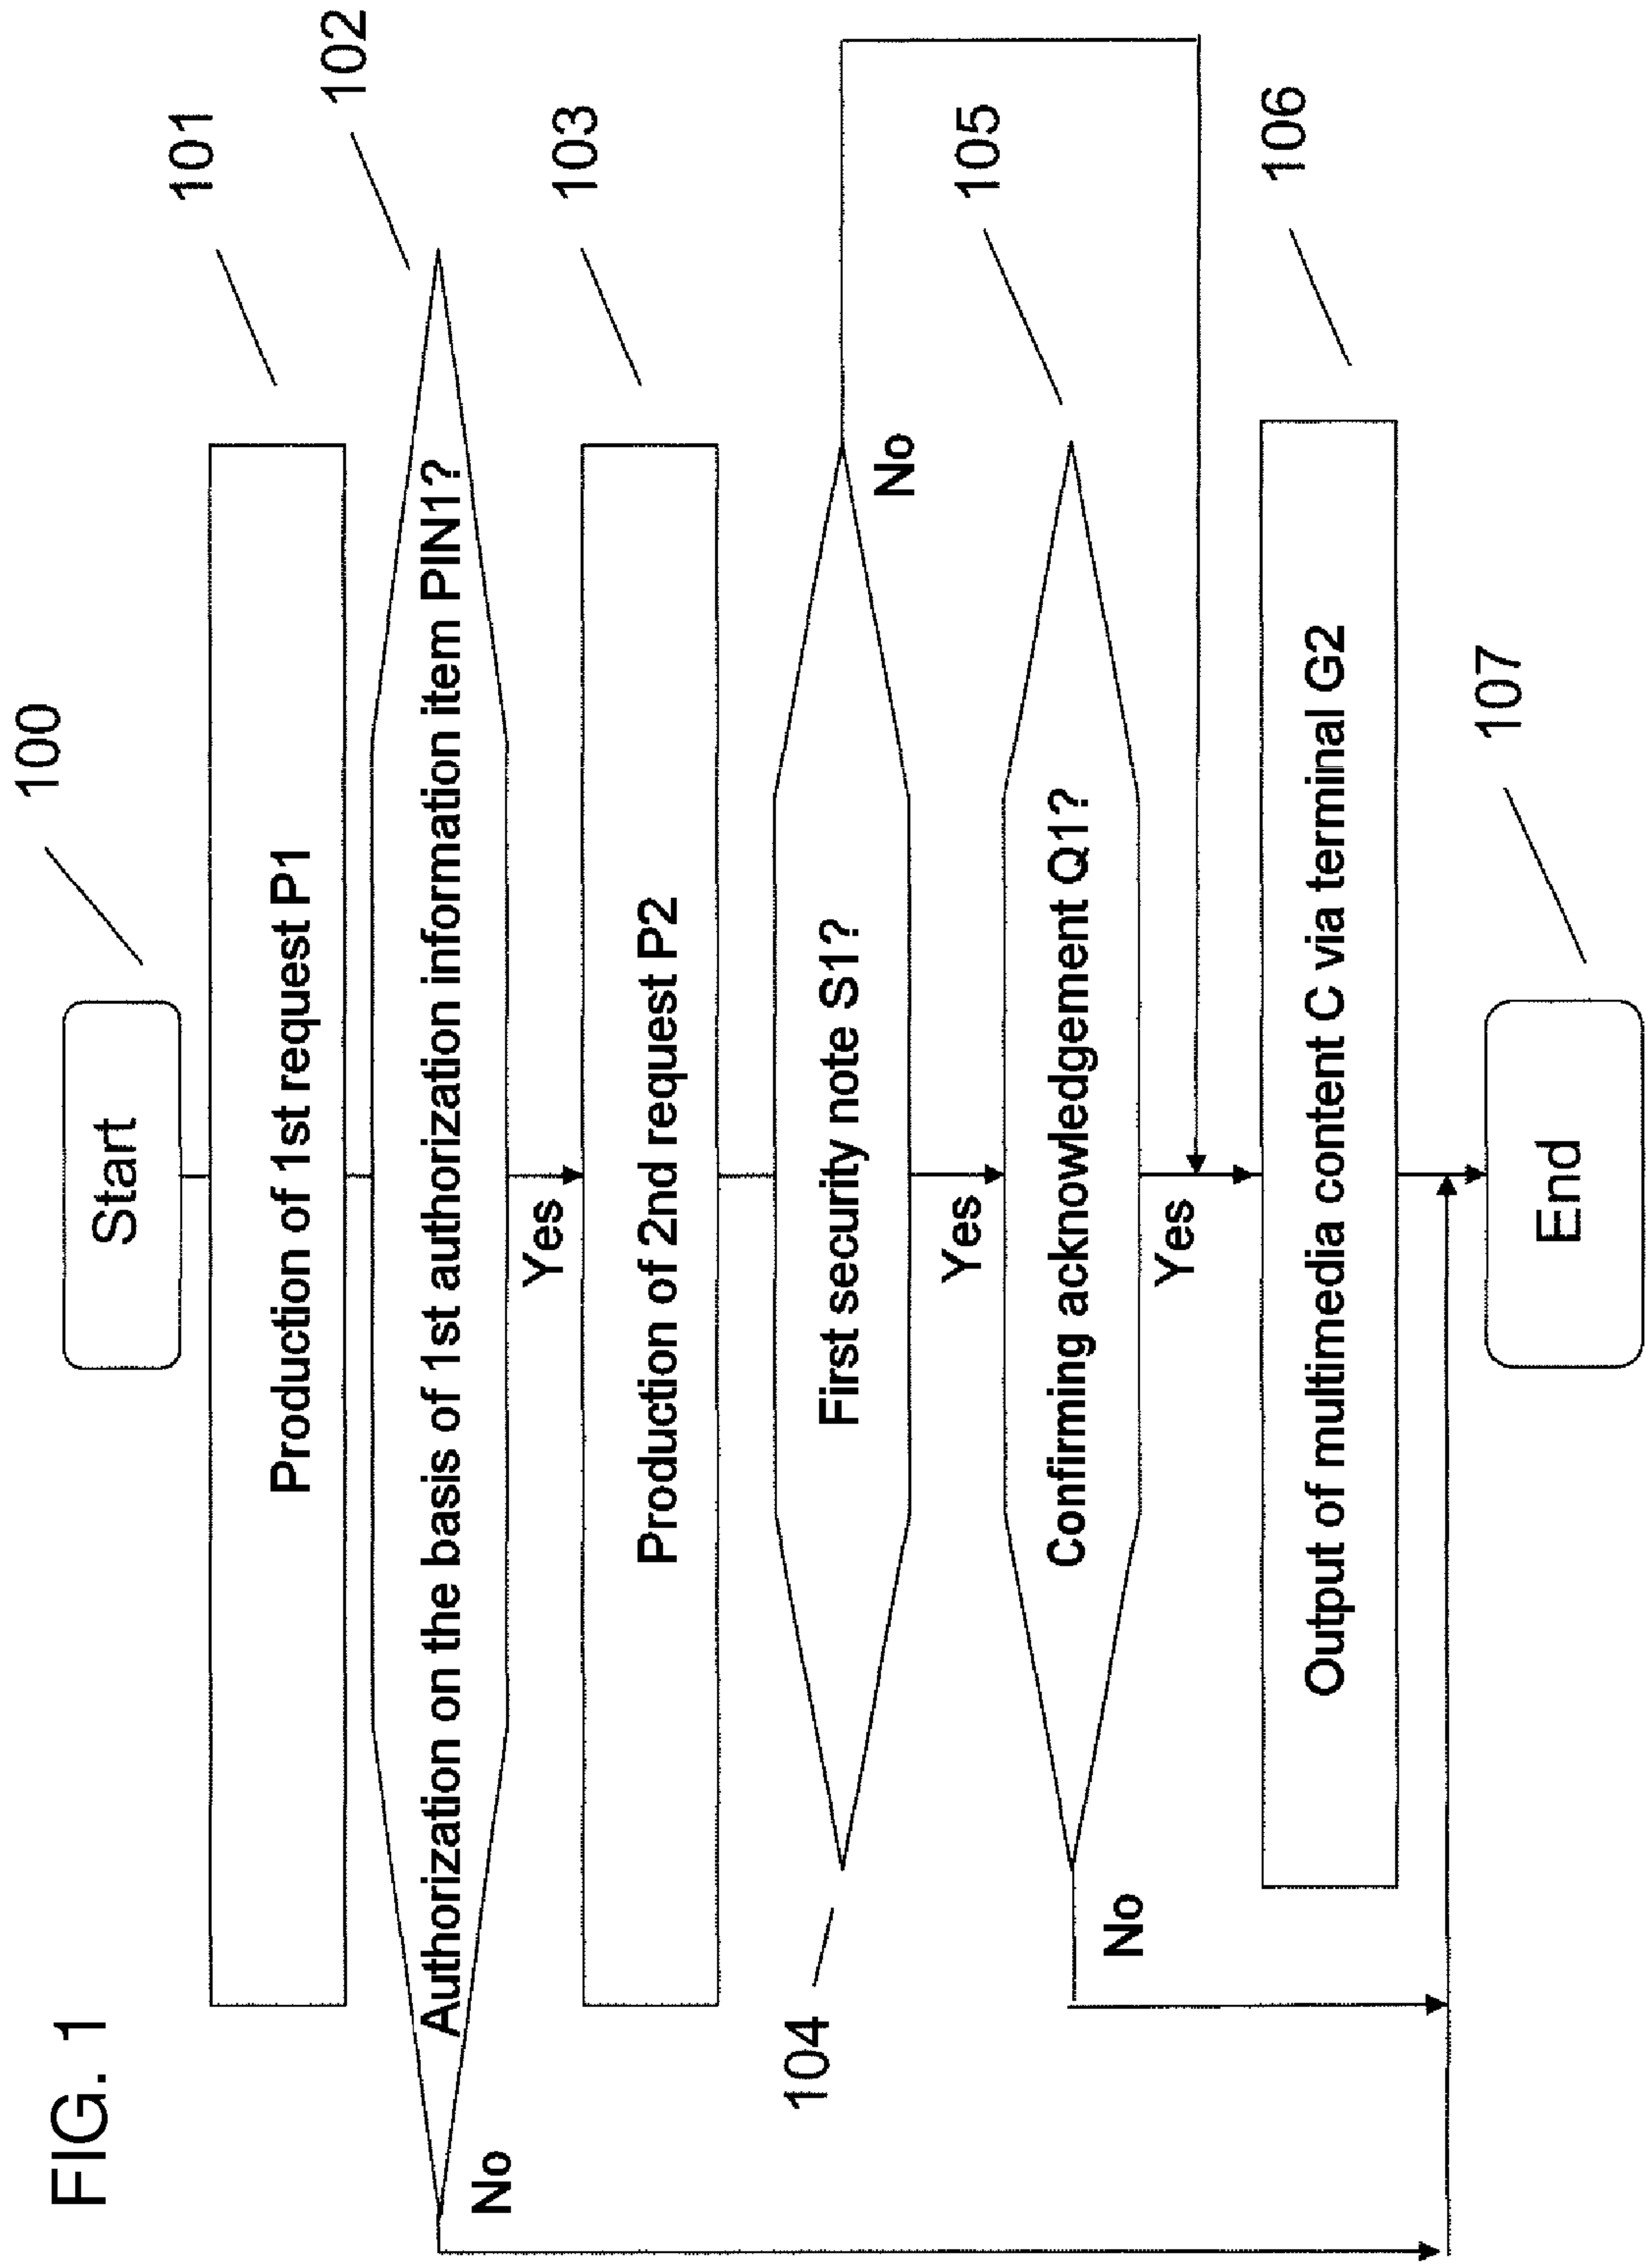 FIG. 1
Start
100
Production of 1st request P1
101
Authorization on the basis of 1st authorization information item PIN1?
102
No
Yes
Production of 2nd request P2
103
First security note S1?
104
No
Yes
Confirming acknowledgement Q1?
105
No
Yes
Output of multimedia content C via terminal G2
106
End
107